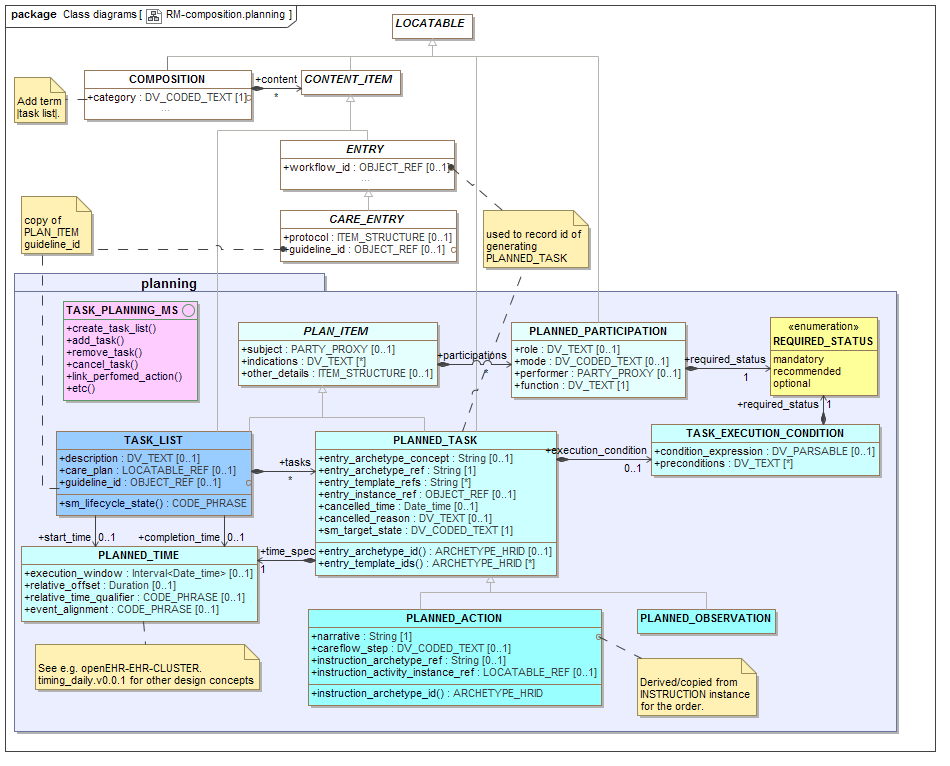 package Class diagrams [ RM-composition.planning ]
LOCATABLE
COMPOSITION
+category : DV_CODED_TEXT [1]
...
+content
*
CONTENT_ITEM
Add term
|task list|.
ENTRY
+workflow_id : OBJECT_REF [0..1]
...
CARE_ENTRY
+protocol : ITEM_STRUCTURE [0..1]
+guideline_id : OBJECT_REF [0..1]
copy of
PLAN_ITEM
guideline_id
used to record id of
generating
PLANNED_TASK
planning
TASK_PLANNING_MS
+create_task_list()
+add_task()
+remove_task()
+cancel_task()
+link_perfomed_action()
+etc()
PLAN_ITEM
+subject : PARTY_PROXY [0..1]
+indications : DV_TEXT [*]
+other_details : ITEM_STRUCTURE [0..1]
+participations
*
PLANNED_PARTICIPATION
+role : DV_TEXT [0..1]
+mode : DV_CODED_TEXT [0..1]
+performer : PARTY_PROXY [0..1]
+function : DV_TEXT [1]
+required_status
1
«enumeration»
REQUIRED_STATUS
mandatory
recommended
optional
+required_status
1
TASK_EXECUTION_CONDITION
+condition_expression : DV_PARSABLE [0..1]
+preconditions : DV_TEXT [*]
TASK_LIST
+description : DV_TEXT [0..1]
+care_plan : LOCATABLE_REF [0..1]
+guideline_id : OBJECT_REF [0..1]
+sm_lifecycle_state() : CODE_PHRASE
+tasks
*
PLANNED_TASK
+entry_archetype_concept : String [0..1]
+entry_archetype_ref : String [1]
+entry_template_refs : String [*]
+entry_instance_ref : OBJECT_REF [0..1]
+cancelled_time : Date_time [0..1]
+cancelled_reason : DV_TEXT [0..1]
+sm_target_state : DV_CODED_TEXT [1]
+entry_archetype_id() : ARCHETYPE_HRID [0..1]
+entry_template_ids() : ARCHETYPE_HRID [*]
+execution_condition
0..1
+start_time
0..1
+completion_time
0..1
+time_spec
1
PLANNED_TIME
+execution_window : Interval<Date_time> [0..1]
+relative_offset : Duration [0..1]
+relative_time_qualifier : CODE_PHRASE [0..1]
+event_alignment : CODE_PHRASE [0..1]
See e.g. openEHR-EHR-CLUSTER.
timing_daily.v0.0.1 for other design concepts
PLANNED_ACTION
+narrative : String [1]
+careflow_step : DV_CODED_TEXT [0..1]
+instruction_archetype_ref : String [0..1]
+instruction_activity_instance_ref : LOCATABLE_REF [0..1]
+instruction_archetype_id() : ARCHETYPE_HRID
PLANNED_OBSERVATION
Derived/copied from
INSTRUCTION instance
for the order.